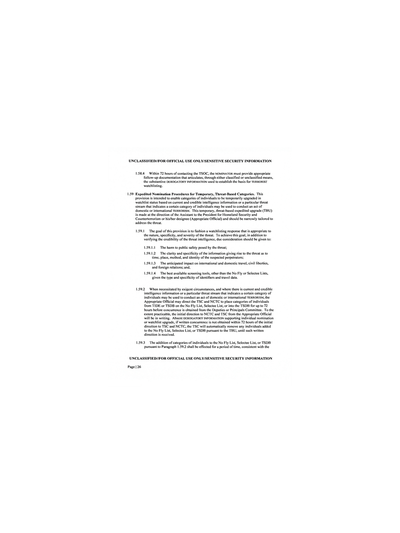 UNCLASSIFIED//FOR OFFICIAL USE ONLY/SENSITIVE SECURITY INFORMATION
1.58.4 Within 72 hours of contacting the TSOC, the NOMINATOR must provide appropriate
follow-up documentation that articulates, through either classified or unclassified means,
the substantive DEROGATORY INFORMATION used to establish the basis for TERRORIST
watchlisting.
1.59 Expedited Nomination Procedures for Temporary, Threat-Based Categories. This
provision is intended to enable categories of individuals to be temporarily upgraded in
watchlist status based on current and credible intelligence information or a particular threat
stream that indicates a certain category of individuals may be used to conduct an act of
domestic or international TERRORISM. This temporary, threat-based expedited upgrade (TBU)
is made at the direction of the Assistant to the President for Homeland Security and
Counterterrorism or his/her designee (Appropriate Official) and should be narrowly tailored to
address the threat.
1.59.1 The goal of this provision is to fashion a watchlisting response that is appropriate to
the nature, specificity, and severity of the threat. To achieve this goal, in addition to
verifying the credibility of the threat intelligence, due consideration should be given to:
1.59.1.1 The harm to public safety posed by the threat;
1.59.1.2 The clarity and specificity of the information giving rise to the threat as to
time, place, method, and identity of the suspected perpetrators;
1.59.1.3 The anticipated impact on international and domestic travel, civil liberties,
and foreign relations; and,
1.59.1.4 The best available screening tools, other than the No Fly or Selectee Lists,
given the type and specificity of identifiers and travel data.
1.59.2 When necessitated by exigent circumstances, and where there is current and credible
intelligence information or a particular threat stream that indicates a certain category of
individuals may be used to conduct an act of domestic or international TERRORISM, the
Appropriate Official may direct the TSC and NCTC to place categories of individuals
from TIDE or TSDB on the No Fly List, Selectee List, or into the TSDB for up to 72
hours before concurrence is obtained from the Deputies or Principals Committee. To the
extent practicable, the initial direction to NCTC and TSC from the Appropriate Official
will be in writing. Absent DEROGATORY INFORMATION supporting individual nomination
or watchlist upgrade, if written concurrence is not obtained within 72 hours of the initial
direction to TSC and NCTC, the TSC will automatically remove any individuals added
to the No Fly List, Selectee List, or TSDB pursuant to the TBU, until such written
direction is received.
1.59.3 The addition of categories of individuals to the No Fly List, Selectee List, or TSDB
pursuant to Paragraph 1.59.2 shall be effected for a period of time, consistent with the
UNCLASSIFIED//FOR OFFICIAL USE ONLY/SENSITIVE SECURITY INFORMATION
Page | 26